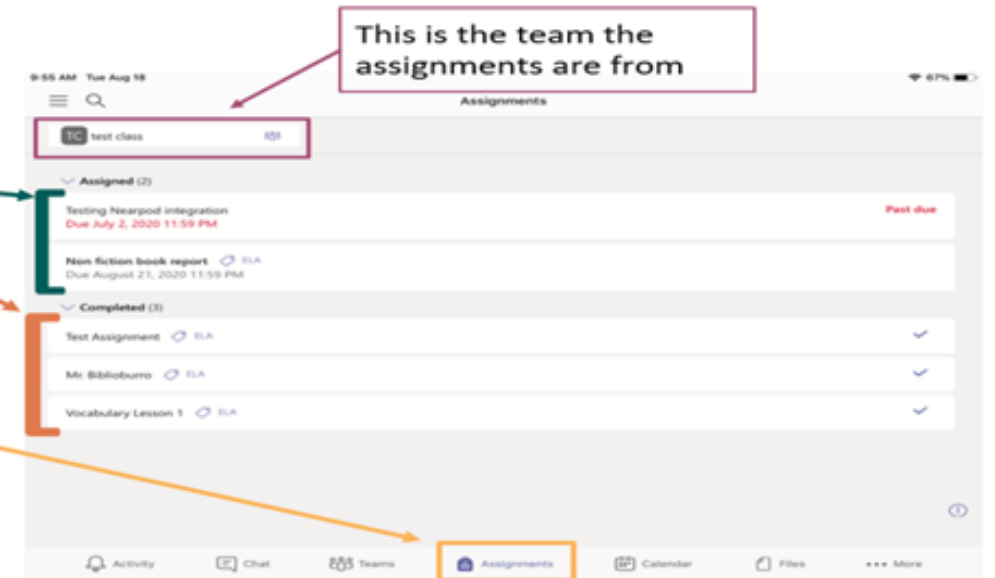 This is the team the
assignments are from
9:55 AM Tue Aug 18
67%
Assignments
TC test class
Assigned (2)
Testing Nearpod integration
Due July 2, 2020 11:59 PM
Past due
Non fiction book report ELA
Due August 21, 2020 11:59 PM
Completed (3)
Test Assignment ELA
Mr. Biblioburro ELA
Vocabulary Lesson 1 ELA
Activity Chat Teams Assignments Calendar Files More